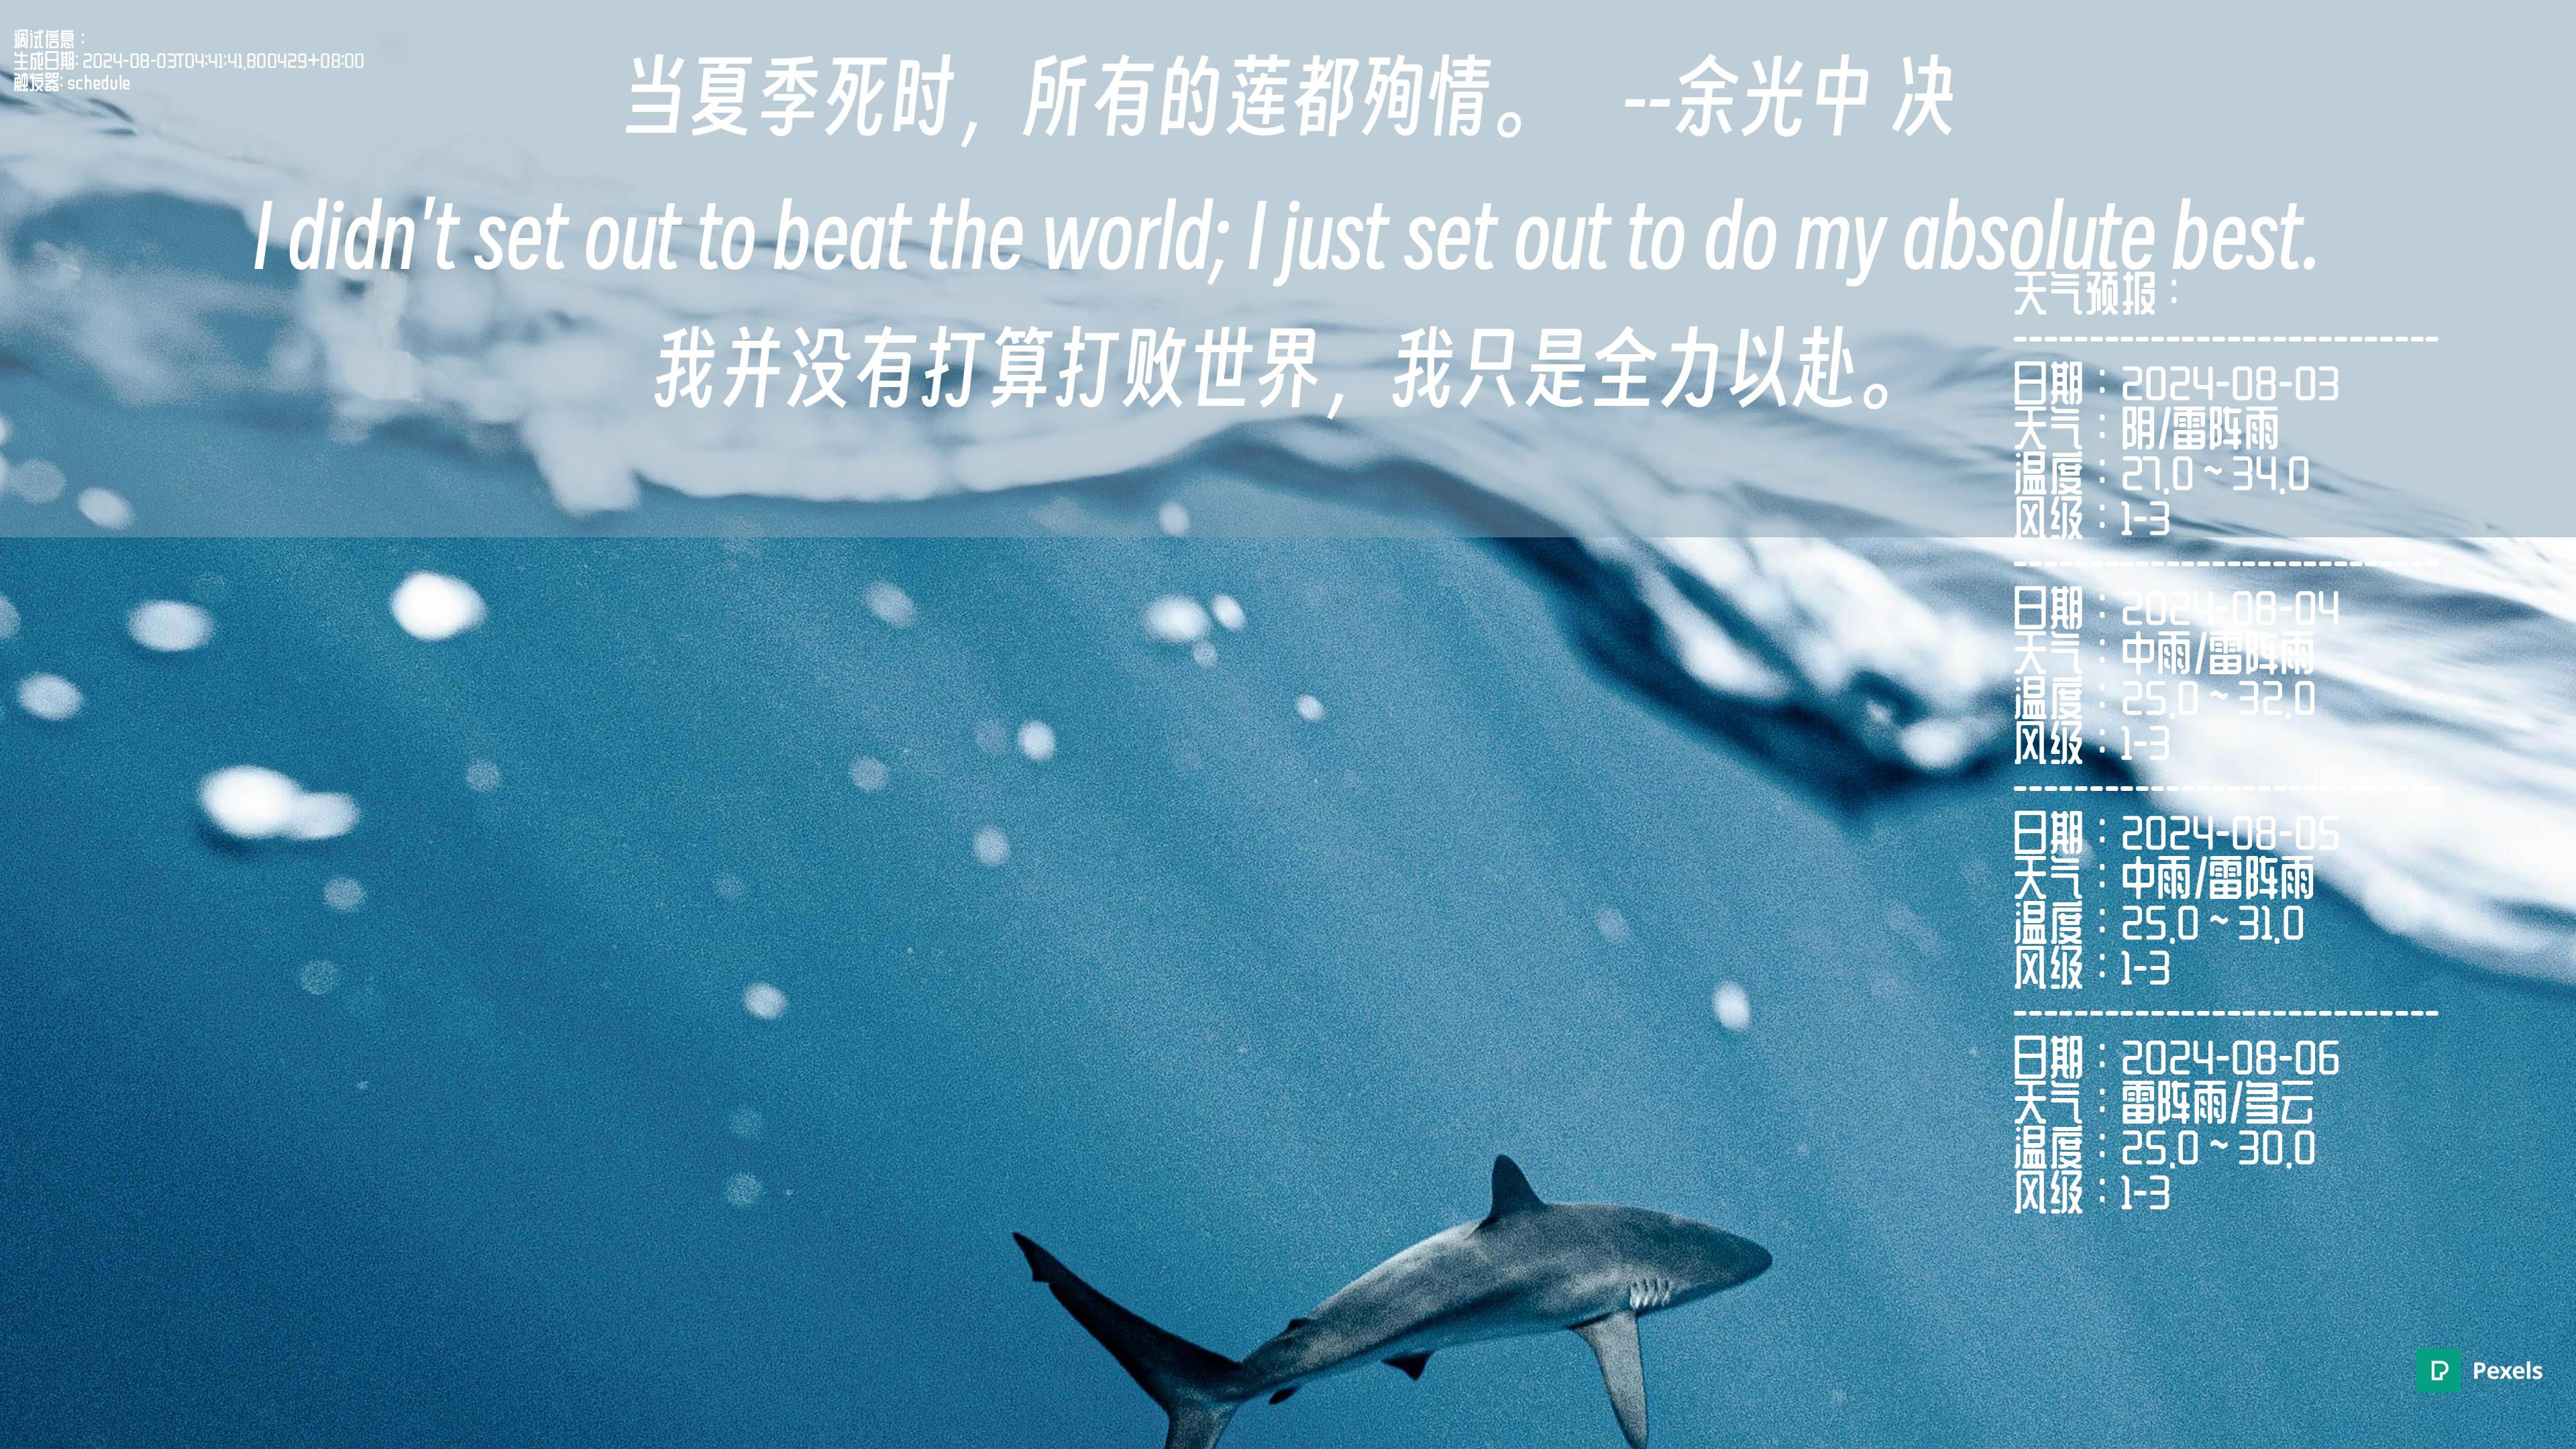 调试信息：
生成日期: 2024-08-03T04:41:41.800429+08:00
触发器: schedule
当夏季死时，所有的莲都殉情。 --余光中 决
I didn't set out to beat the world; I just set out to do my absolute best.
我并没有打算打败世界，我只是全力以赴。
天气预报：
----------------------------
日期：2024-08-03
天气：阴/雷阵雨
温度：27.0 ~ 34.0
风级：1-3
----------------------------
日期：2024-08-04
天气：中雨/雷阵雨
温度：25.0 ~ 32.0
风级：1-3
----------------------------
日期：2024-08-05
天气：中雨/雷阵雨
温度：25.0 ~ 31.0
风级：1-3
----------------------------
日期：2024-08-06
天气：雷阵雨/多云
温度：25.0 ~ 30.0
风级：1-3
Pexels